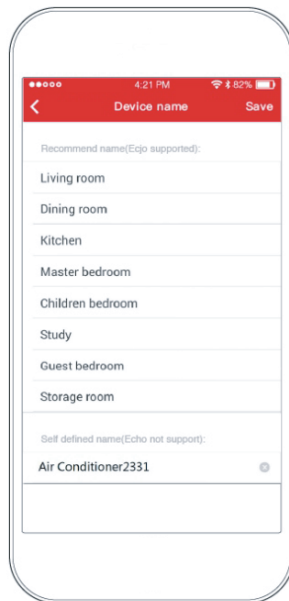 4:21 PM 82%
Device name Save
Recommend name(Ecjo supported):
Living room
Dining room
Kitchen
Master bedroom
Children bedroom
Study
Guest bedroom
Storage room
Self defined name(Echo not support):
Air Conditioner2331